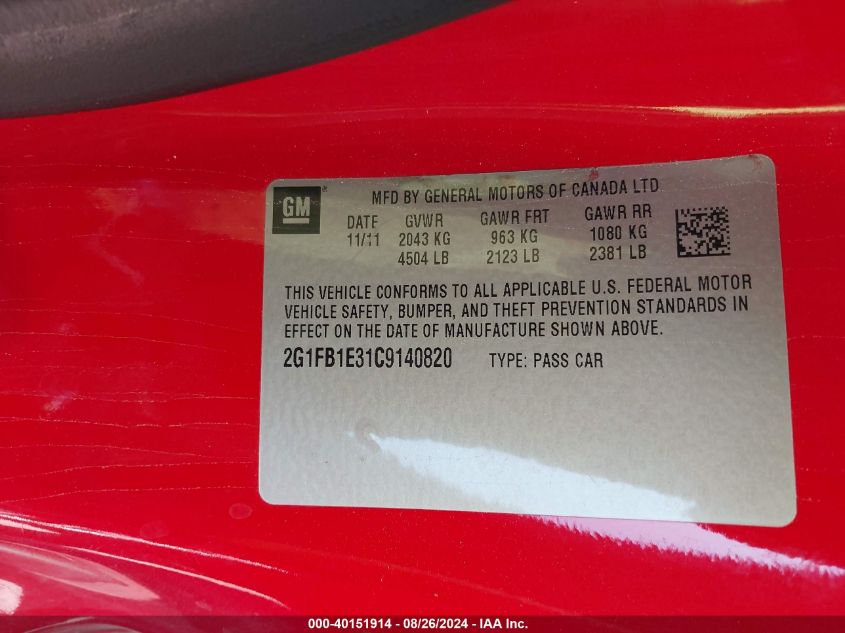 GM ®
MFD BY GENERAL MOTORS OF CANADA LTD
DATE GVWR GAWR FRT GAWR RR
11/11 2043 KG 963 KG 1080 KG
4504 LB 2123 LB 2381 LB
THIS VEHICLE CONFORMS TO ALL APPLICABLE U.S. FEDERAL MOTOR
VEHICLE SAFETY, BUMPER, AND THEFT PREVENTION STANDARDS IN
EFFECT ON THE DATE OF MANUFACTURE SHOWN ABOVE.
2G1FB1E31C9140820 TYPE: PASS CAR
000-40151914 - 08/26/2024 - IAA Inc.